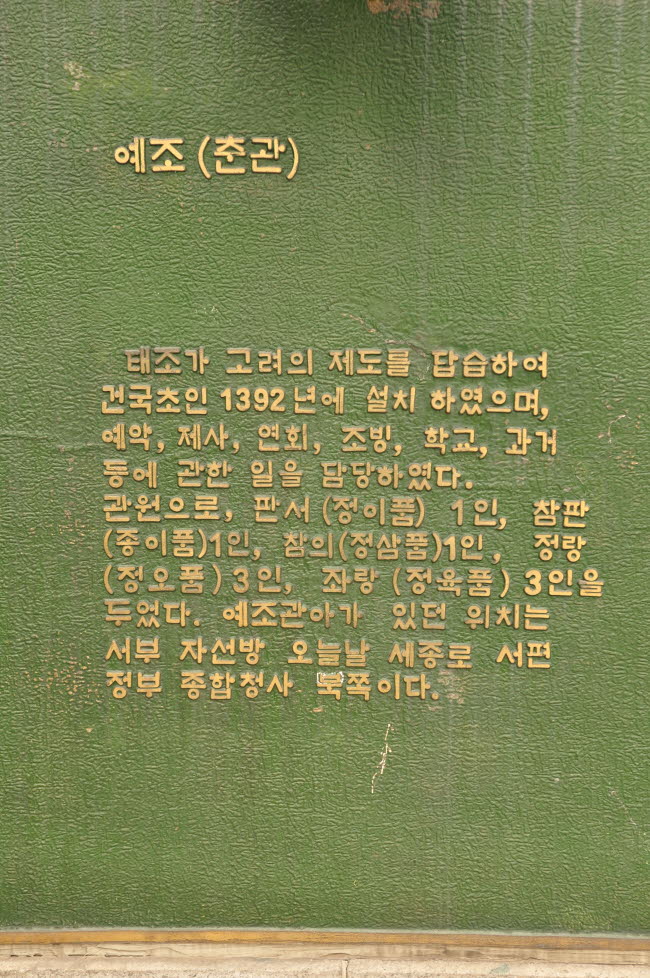 예조(춘관)
태조가 고려의 제도를 답습하여
건국초인 1392년에 설치 하였으며,
예악, 제사, 연회, 조빙, 학교, 과거
등에 관한 일을 담당하였다.
관원으로, 판서(정이품) 1인, 참판
(종이품)1인, 참의(정삼품)1인, 정랑
(정오품)3인, 좌랑(정육품) 3인을
두었다. 예조관아가 있던 위치는
서부 자선방 오늘날 세종로 서편
정부 종합청사 북쪽이다.